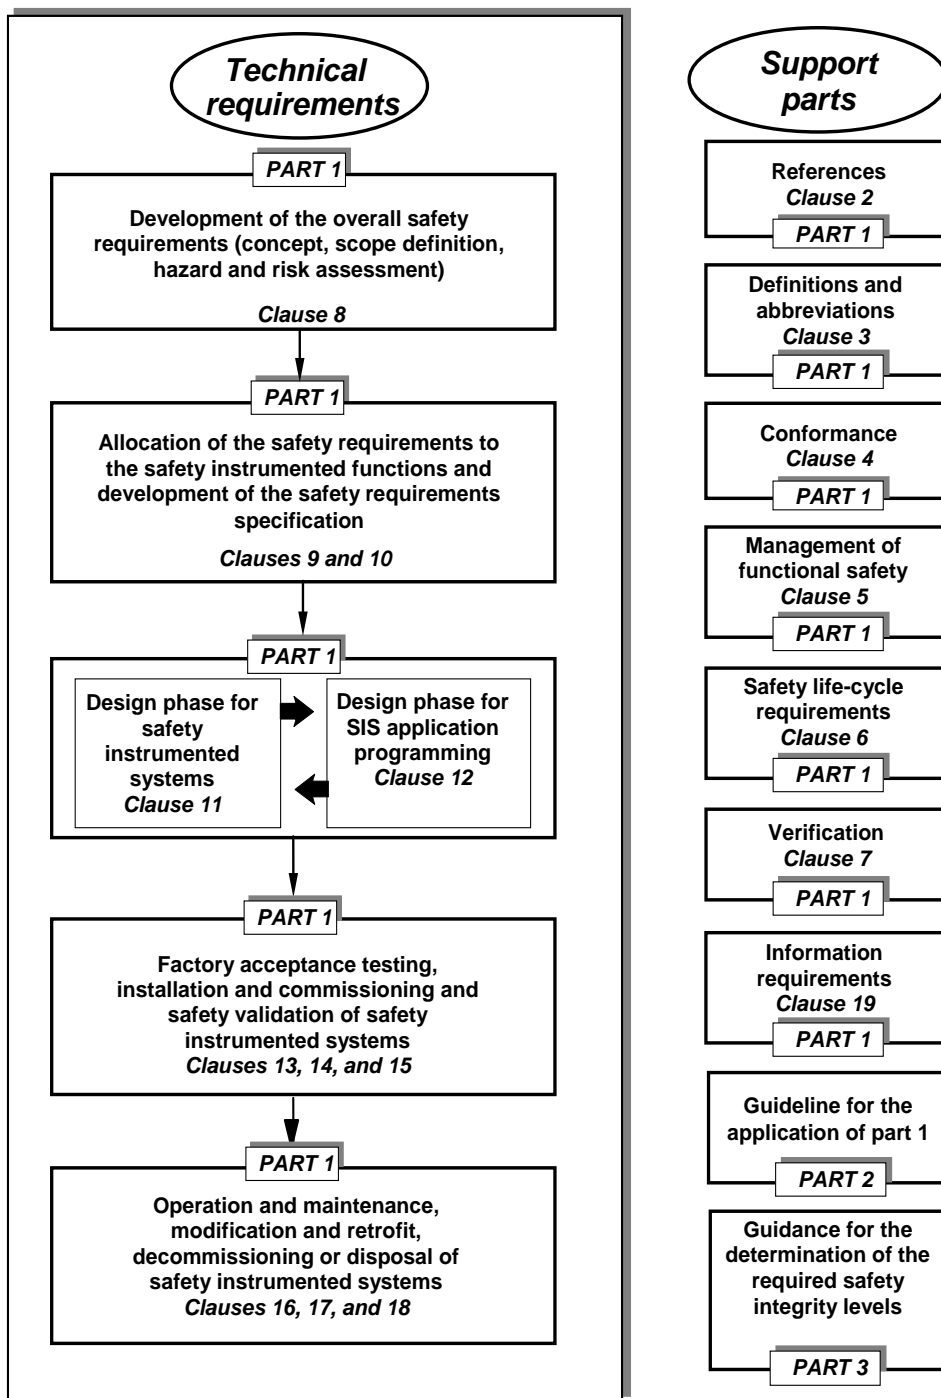 Technical
requirements
PART 1
Development of the overall safety
requirements (concept, scope definition,
hazard and risk assessment)
Clause 8
PART 1
Allocation of the safety requirements to
the safety instrumented functions and
development of the safety requirements
specification
Clauses 9 and 10
PART 1
Design phase for
safety
instrumented
systems
Clause 11
Design phase for
SIS application
programming
Clause 12
PART 1
Factory acceptance testing,
installation and commissioning and
safety validation of safety
instrumented systems
Clauses 13, 14, and 15
PART 1
Operation and maintenance,
modification and retrofit,
decommissioning or disposal of
safety instrumented systems
Clauses 16, 17, and 18
Support
parts
References
Clause 2
PART 1
Definitions and
abbreviations
Clause 3
PART 1
Conformance
Clause 4
PART 1
Management of
functional safety
Clause 5
PART 1
Safety life-cycle
requirements
Clause 6
PART 1
Verification
Clause 7
PART 1
Information
requirements
Clause 19
PART 1
Guideline for the
application of part 1
PART 2
Guidance for the
determination of the
required safety
integrity levels
PART 3